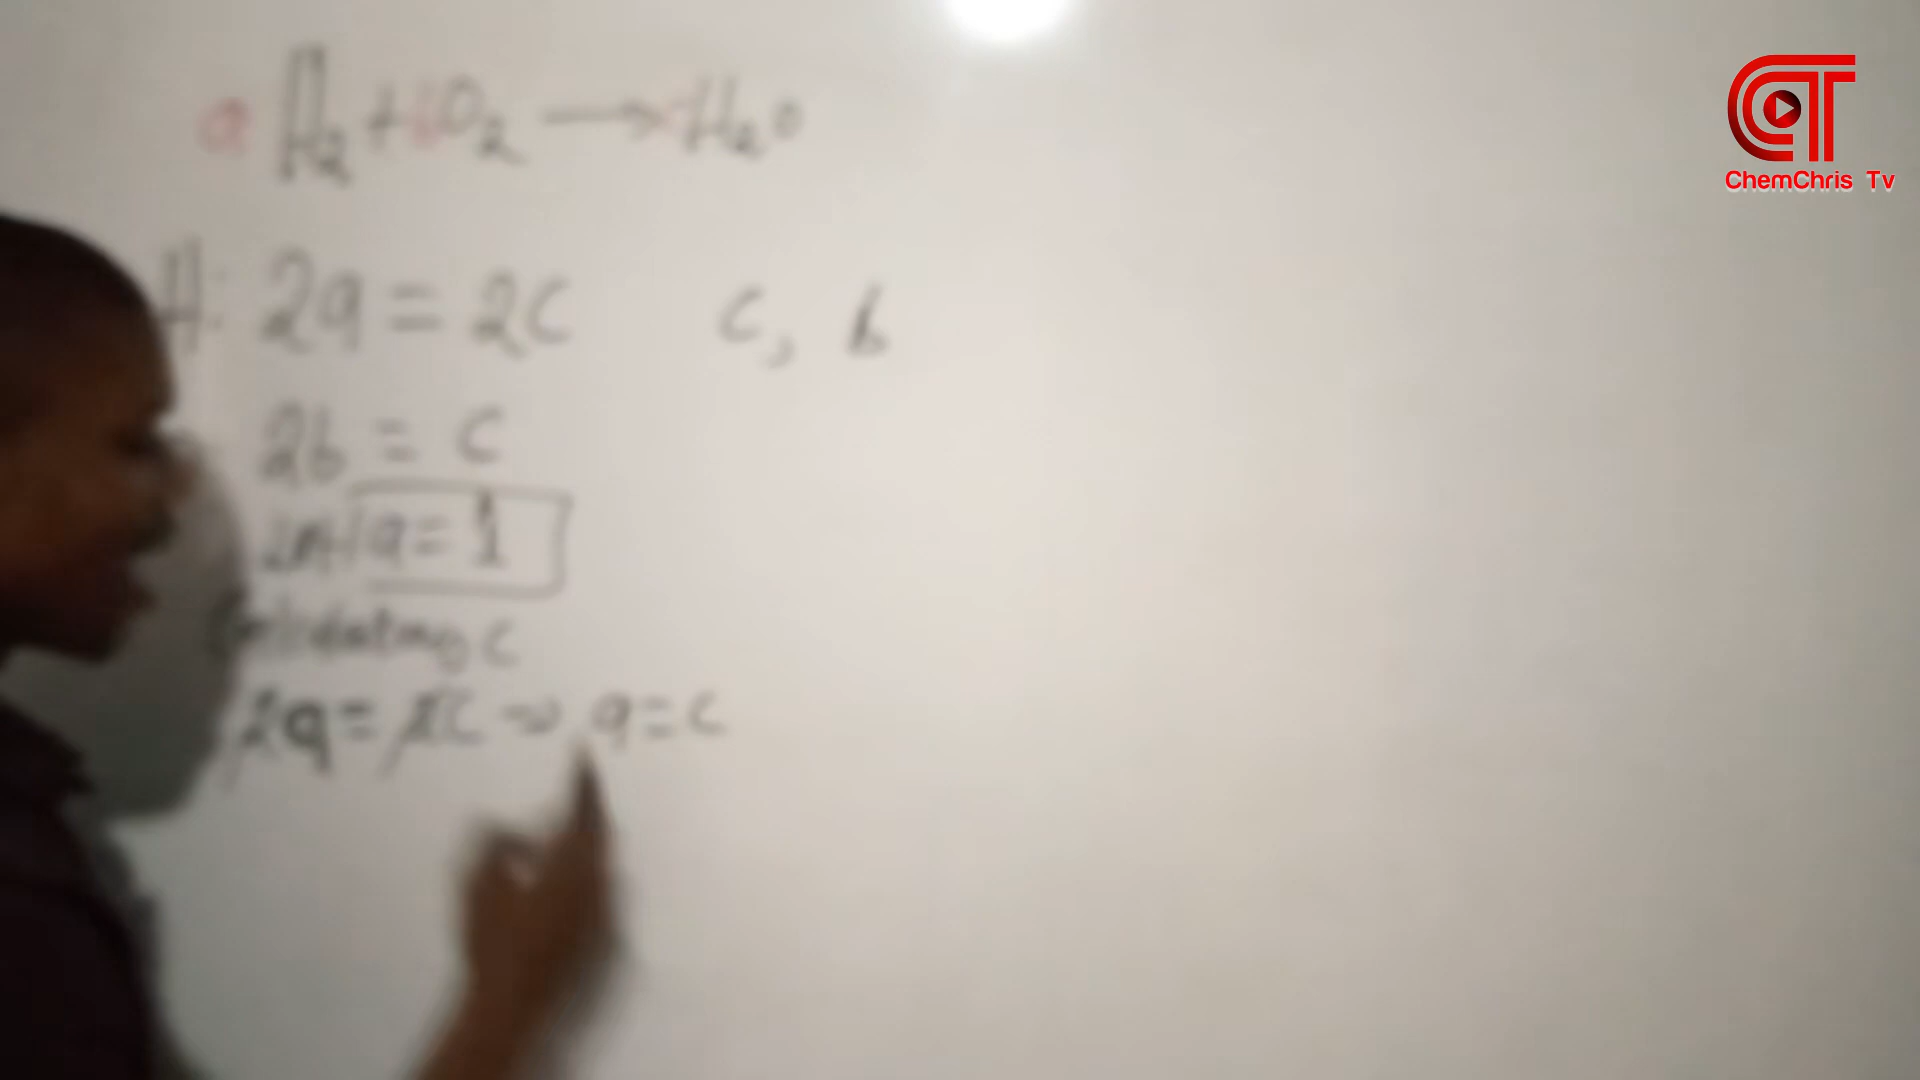 a H₂ + bO₂ → H₂O
H: 2a = 2c c, b
2b = c
a = 1
c
2a = 2c ⇒ a = c
ChemChris Tv